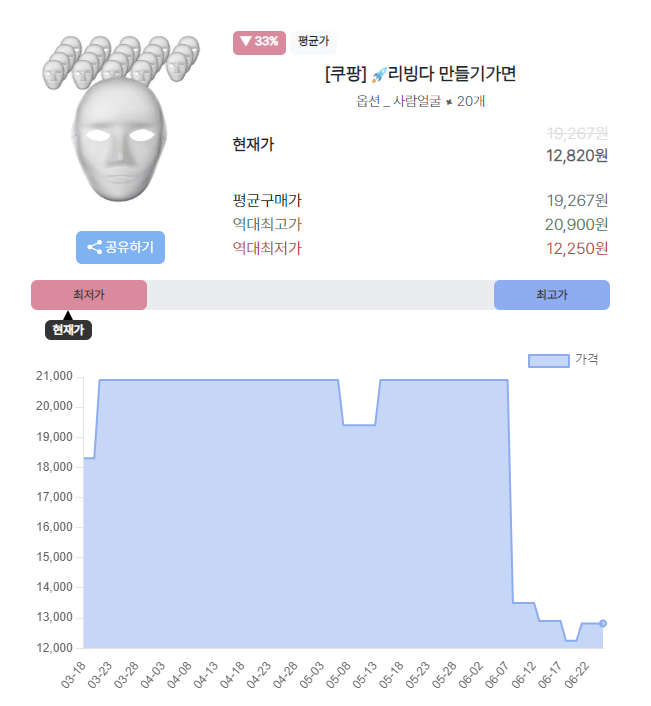 ▼ 33% 평균가
[쿠팡] 🚀리빙다 만들기가면
옵션 _ 사람얼굴 × 20개
현재가
19,267원
12,820원
평균구매가 19,267원
역대최고가 20,900원
역대최저가 12,250원
공유하기
최저가 최고가
현재가
가격
21,000
20,000
19,000
18,000
17,000
16,000
15,000
14,000
13,000
12,000
03-18 03-23 03-28 04-03 04-08 04-13 04-18 04-23 04-28 05-03 05-08 05-13 05-18 05-23 05-28 06-02 06-07 06-12 06-17 06-22